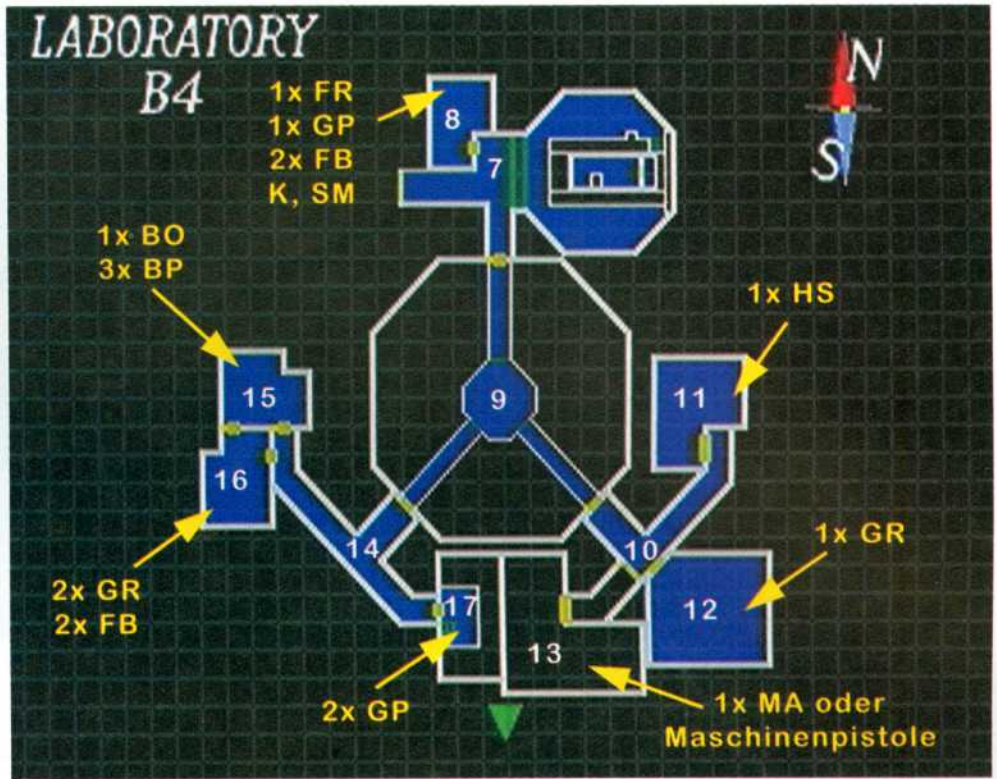 LABORATORY
B4
N
S
1x FR
1x GP
2x FB
K, SM
8
7
1x BO
3x BP
1x HS
15
9
11
16
14
10
1x GR
2x GR
2x FB
17
12
13
2x GP
1x MA oder
Maschinenpistole